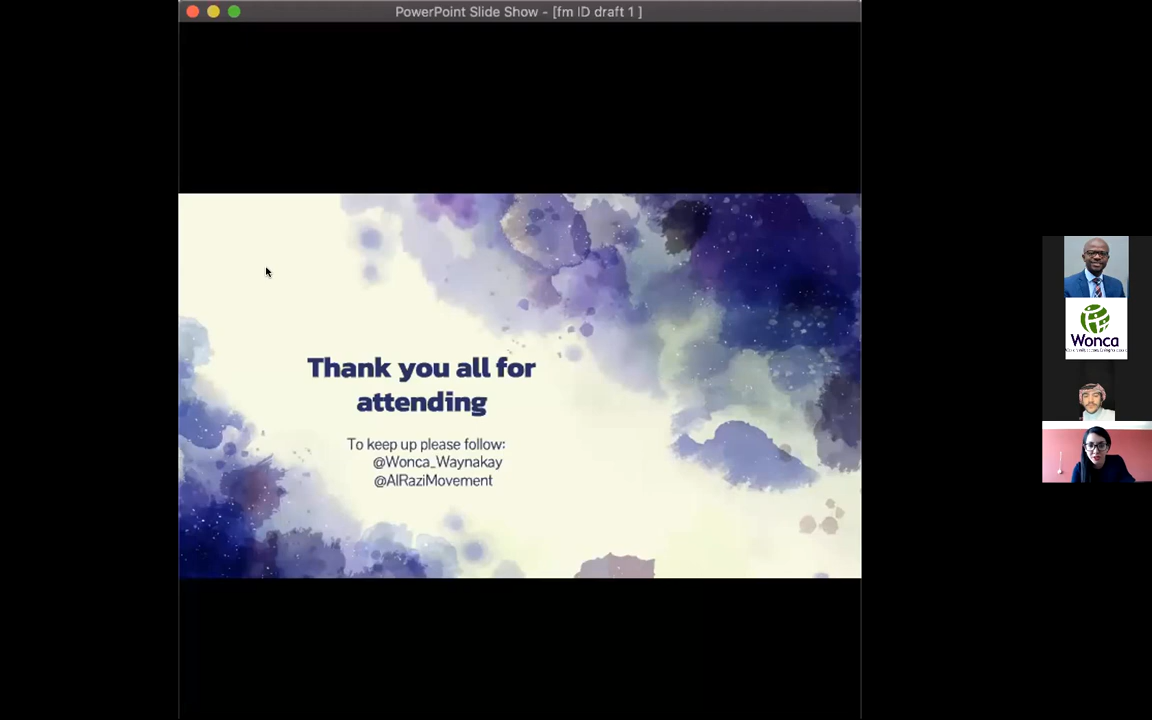 PowerPoint Slide Show - [fm ID draft 1 ]
Thank you all for
attending
To keep up please follow:
@Wonca_Waynakay
@AlRaziMovement
Wonca